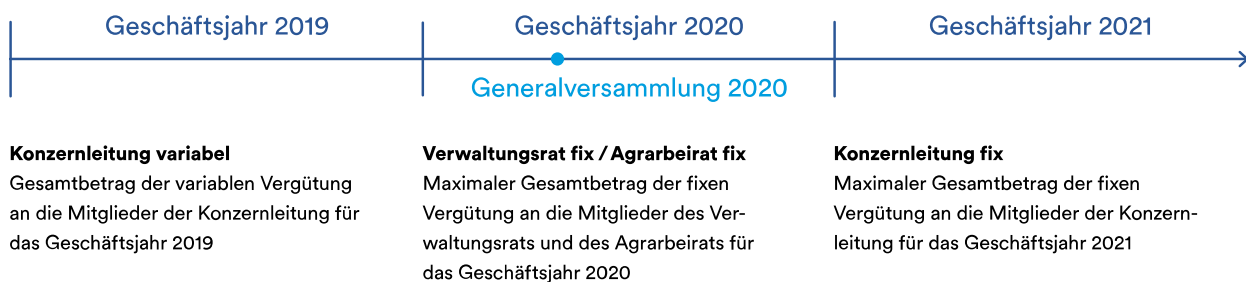 Geschäftsjahr 2019
Geschäftsjahr 2020
Geschäftsjahr 2021
Generalversammlung 2020
Konzernleitung variabel
Gesamtbetrag der variablen Vergütung
an die Mitglieder der Konzernleitung für
das Geschäftsjahr 2019
Verwaltungsrat fix / Agrarbeirat fix
Maximaler Gesamtbetrag der fixen
Vergütung an die Mitglieder des Ver-
waltungsrats und des Agrarbeirats für
das Geschäftsjahr 2020
Konzernleitung fix
Maximaler Gesamtbetrag der fixen
Vergütung an die Mitglieder der Konzern-
leitung für das Geschäftsjahr 2021